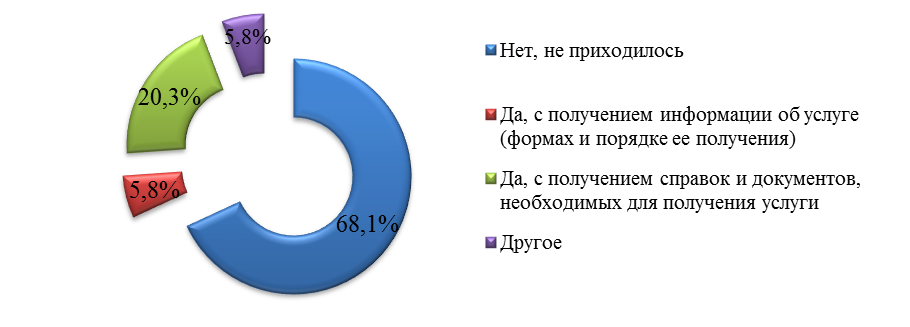 5,8%
20,3%
5,8%
68,1%
Нет, не приходилось
Да, с получением информации об услуге
(формах и порядке ее получения)
Да, с получением справок и документов,
необходимых для получения услуги
Другое